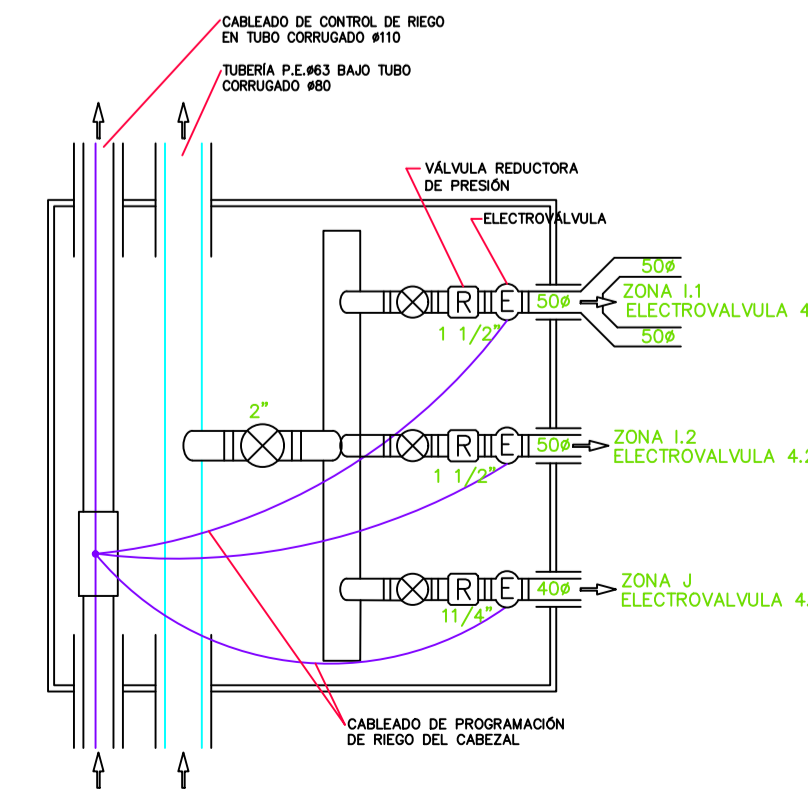 CABLEADO DE CONTROL DE RIEGO
EN TUBO CORRUGADO ø110
TUBERÍA P.E.ø63 BAJO TUBO
CORRUGADO ø80
VÁLVULA REDUCTORA
DE PRESIÓN
ELECTROVÁLVULA
50ø
R
E
50ø
ZONA I.1
ELECTROVALVULA 4
1 1/2"
50ø
2"
R
E
50ø
ZONA I.2
ELECTROVALVULA 4.2
1 1/2"
R
E
40ø
ZONA J
ELECTROVALVULA 4.
11/4"
CABLEADO DE PROGRAMACIÓN
DE RIEGO DEL CABEZAL